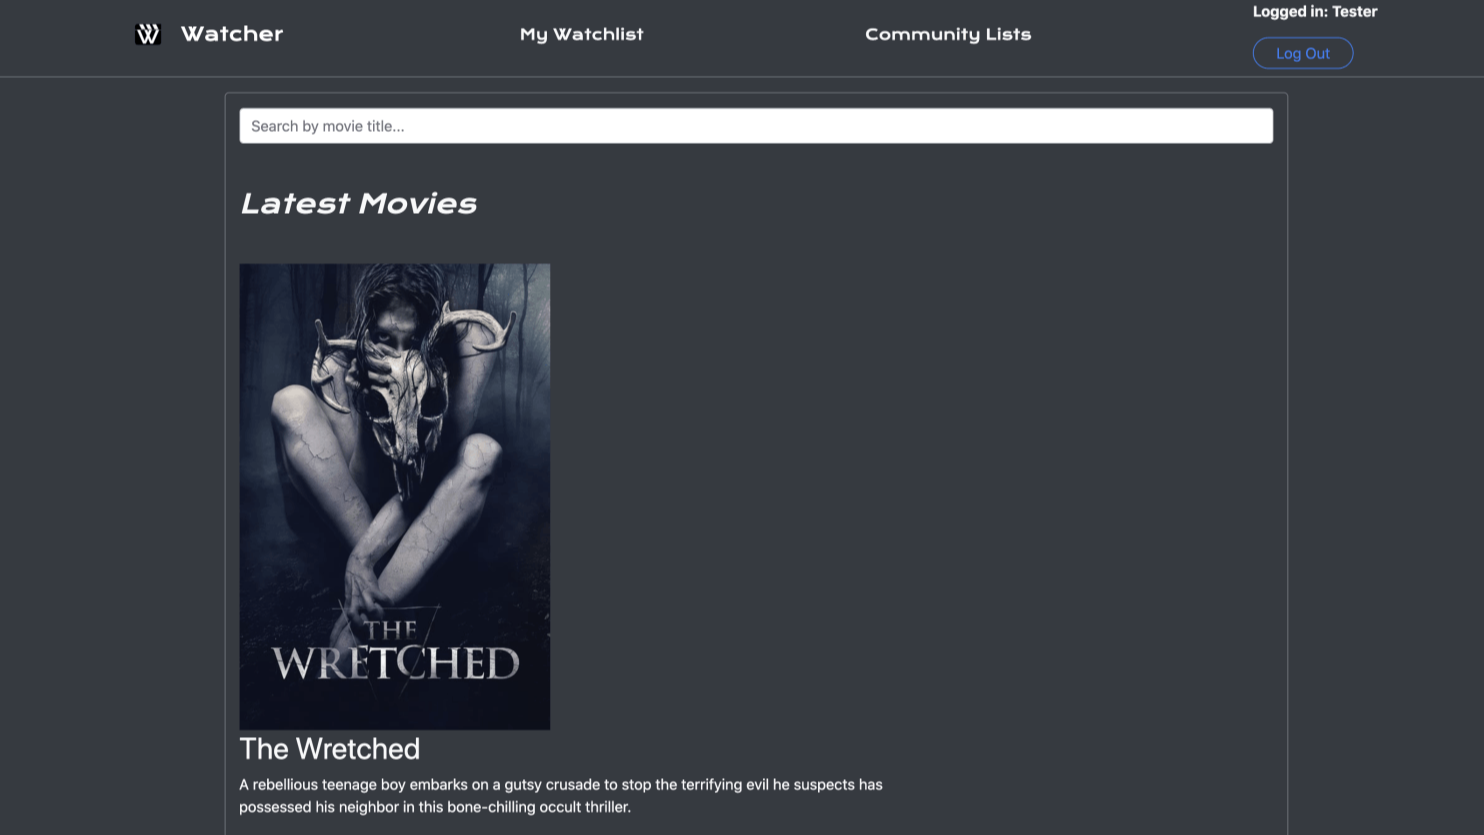 Watcher
My Watchlist
Community Lists
Logged in: Tester
Log Out
Search by movie title...
Latest Movies
THE
WRETCHED
The Wretched
A rebellious teenage boy embarks on a gutsy crusade to stop the terrifying evil he suspects has
possessed his neighbor in this bone-chilling occult thriller.